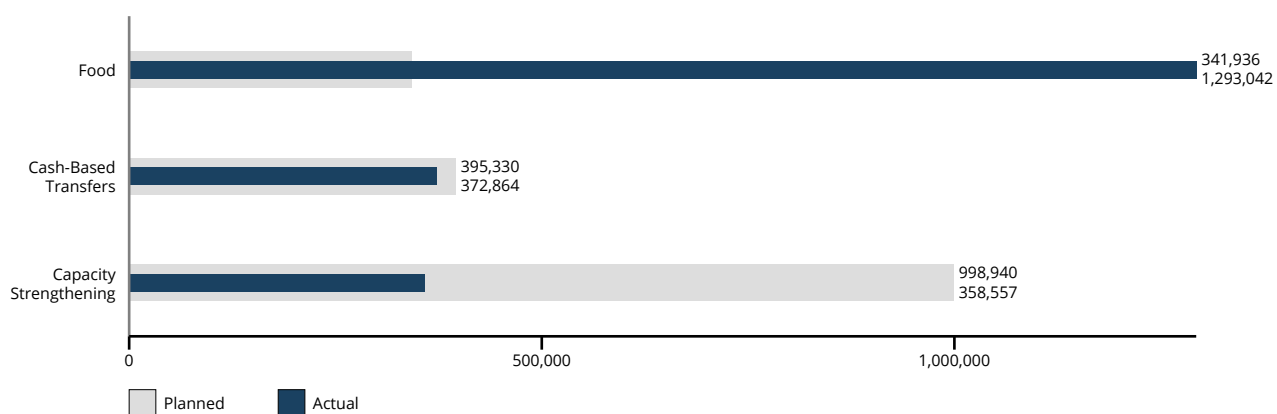 Food
341,936
1,293,042
Cash-Based
Transfers
395,330
372,864
Capacity
Strengthening
998,940
358,557
0
500,000
1,000,000
Planned
Actual